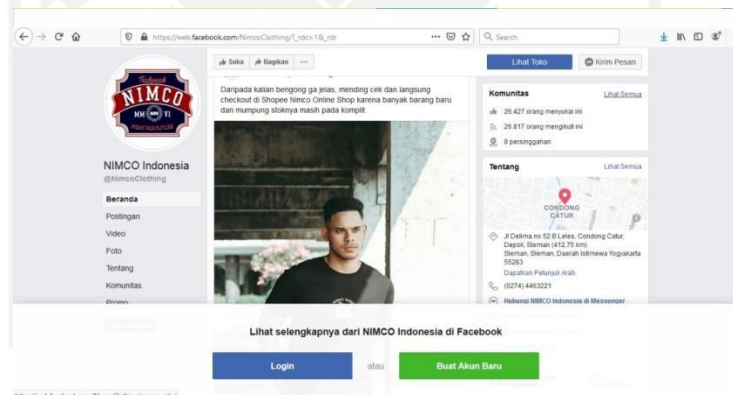 https://web.facebook.com/NimcoClothing/?_rdc=1&_rdr
Search
Suka
Bagikan
Lihat Toko
Kirim Pesan
NIMCO
MM VI
NIMCO Indonesia
@NimcoClothing
Beranda
Postingan
Video
Foto
Tentang
Komunitas
Promo
Daripada kalian bengong ga jelas, mending cek dan langsung
checkout di Shopee Nimco Online Shop karena banyak barang baru
dan mumpung stoknya masih pada komplit
Komunitas Lihat Semua
26.427 orang menyukai ini
26.817 orang mengikuti ini
8 persinggahan
Tentang Lihat Semua
CONDONG
CATUR
Jl Delima no 52 B Leles, Condong Catur,
Depok, Sleman (412,75 km)
Sleman, Sleman, Daerah Istimewa Yogyakarta
55283
Dapatkan Petunjuk Arah
(0274) 4463221
Hubungi NIMCO Indonesia di Messenger
Lihat selengkapnya dari NIMCO Indonesia di Facebook
Login atau Buat Akun Baru